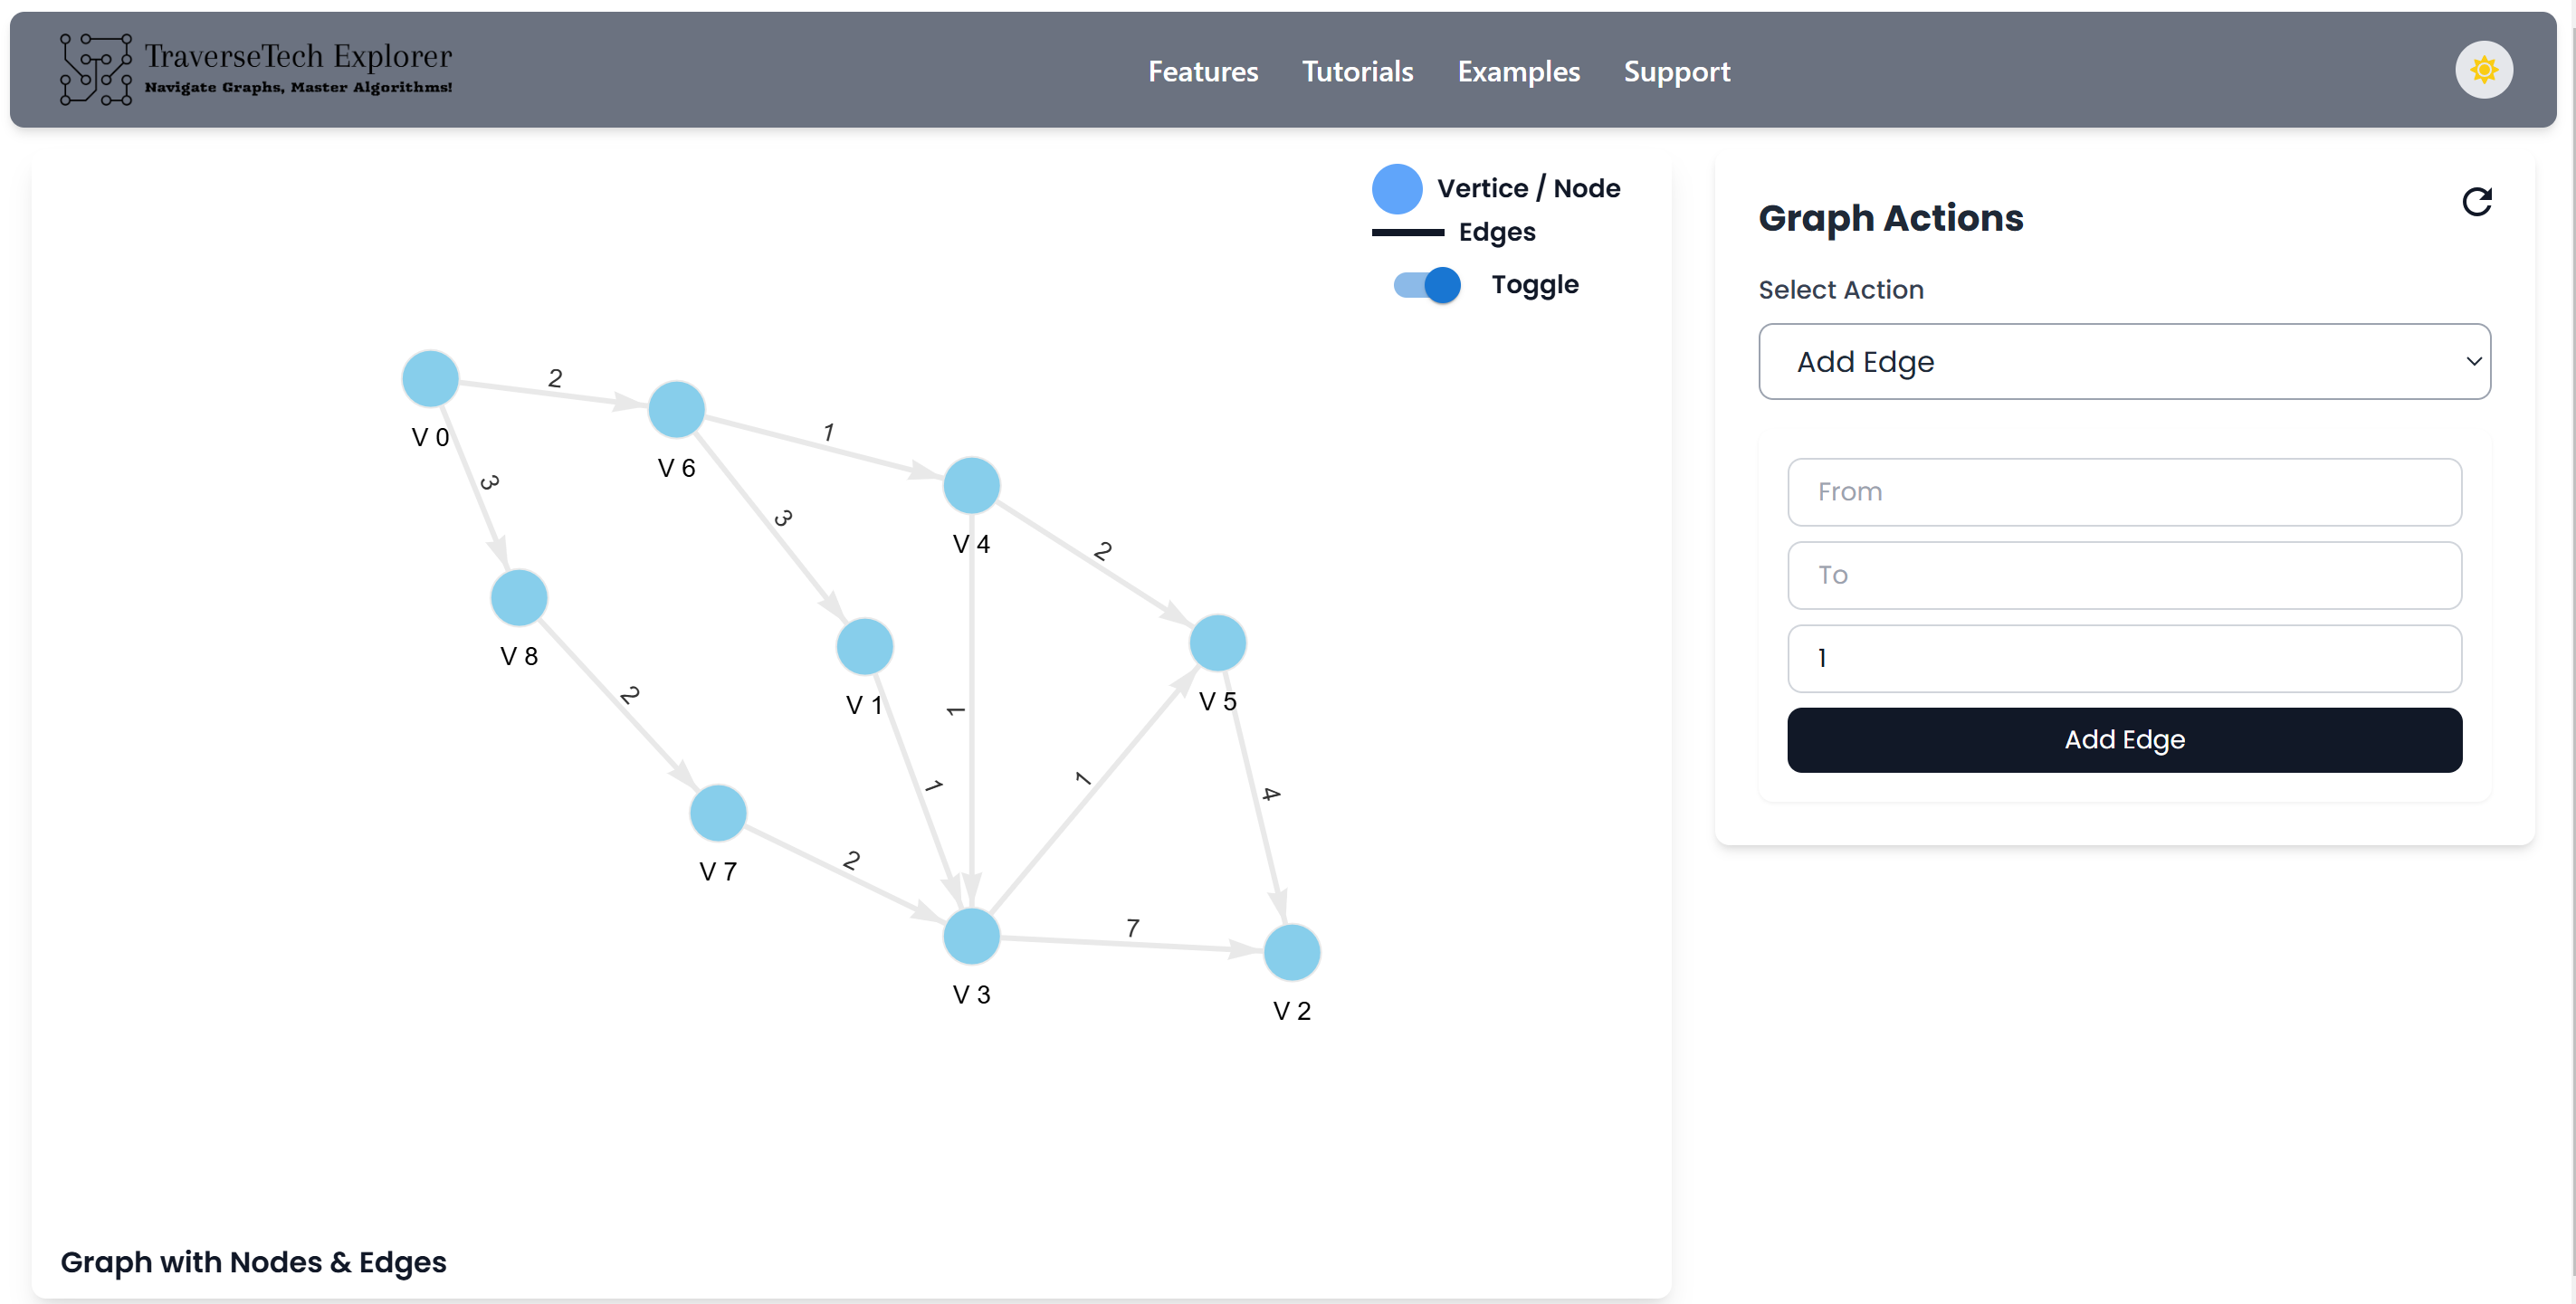 TraverseTech Explorer
Navigate Graphs, Master Algorithms!
Features Tutorials Examples Support
Vertice / Node
Edges
Toggle
V 0
2
V 6
1
V 4
3
3
2
V 8
2
V 1
1
V 5
1
1
4
V 7
2
7
V 3
V 2
Graph with Nodes & Edges
Graph Actions
Select Action
Add Edge
From
To
1
Add Edge